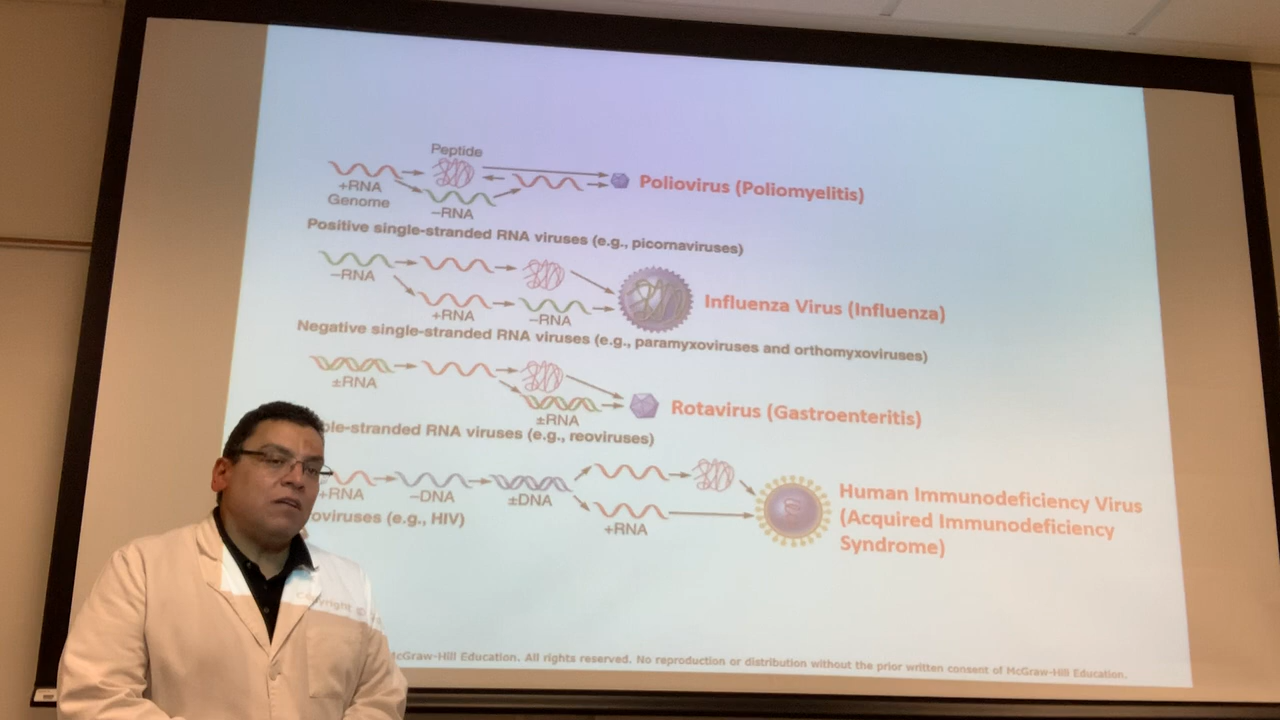 Peptide
+RNA
Genome
−RNA
Poliovirus (Poliomyelitis)
Positive single-stranded RNA viruses (e.g., picornaviruses)
−RNA
+RNA
−RNA
Influenza Virus (Influenza)
Negative single-stranded RNA viruses (e.g., paramyxoviruses and orthomyxoviruses)
±RNA
±RNA
Rotavirus (Gastroenteritis)
ble-stranded RNA viruses (e.g., reoviruses)
+RNA
−DNA
±DNA
+RNA
Human Immunodeficiency Virus
(Acquired Immunodeficiency
Syndrome)
oviruses (e.g., HIV)
Copyright ©
cGraw-Hill Education. All rights reserved. No reproduction or distribution without the prior written consent of McGraw-Hill Education.